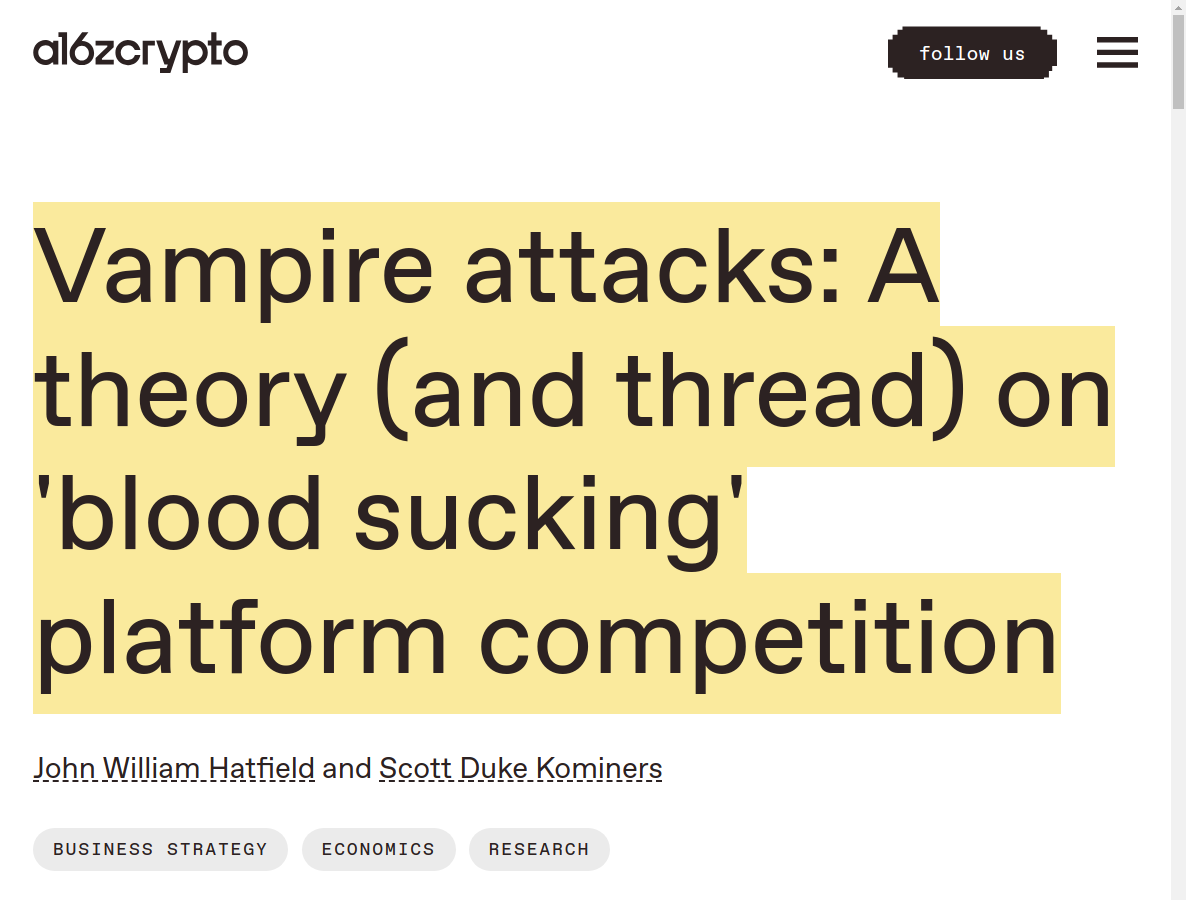 a16zcrypto
follow us
Vampire attacks: A
theory (and thread) on
'blood sucking'
platform competition
John William Hatfield and Scott Duke Kominers
BUSINESS STRATEGY
ECONOMICS
RESEARCH